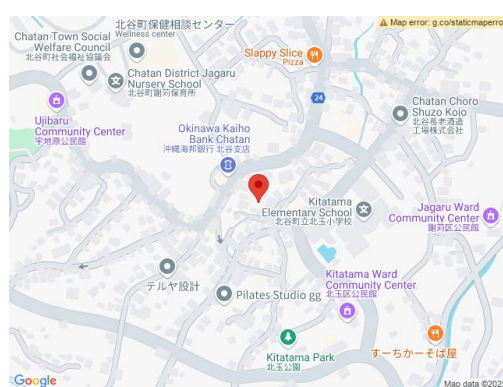 北谷町保健相談センター
Wellness center
Map error: g.co/staticmaperro
Chatan Town Social
Welfare Council
北谷町社会福祉協議会
Slappy Slice
Pizza
Chatan District Jagaru
Nursery School
北谷町謝苅保育所
24
Ujibaru
Community Center
宇地原公民館
Chatan Choro
Shuzo Kojo
北谷長老酒造
工場株式会社
Okinawa Kaiho
Bank Chatan
沖縄海邦銀行 北谷支店
Kitatama
Elementary School
北谷町立北玉小学校
Jagaru Ward
Community Center
謝苅区公民館
Kitatama Ward
Community Center
北玉区公民館
テルヤ設計
Pilates Studio gg
Kitatama Park
北玉公園
すーちかーそば屋
Google
Map data ©202